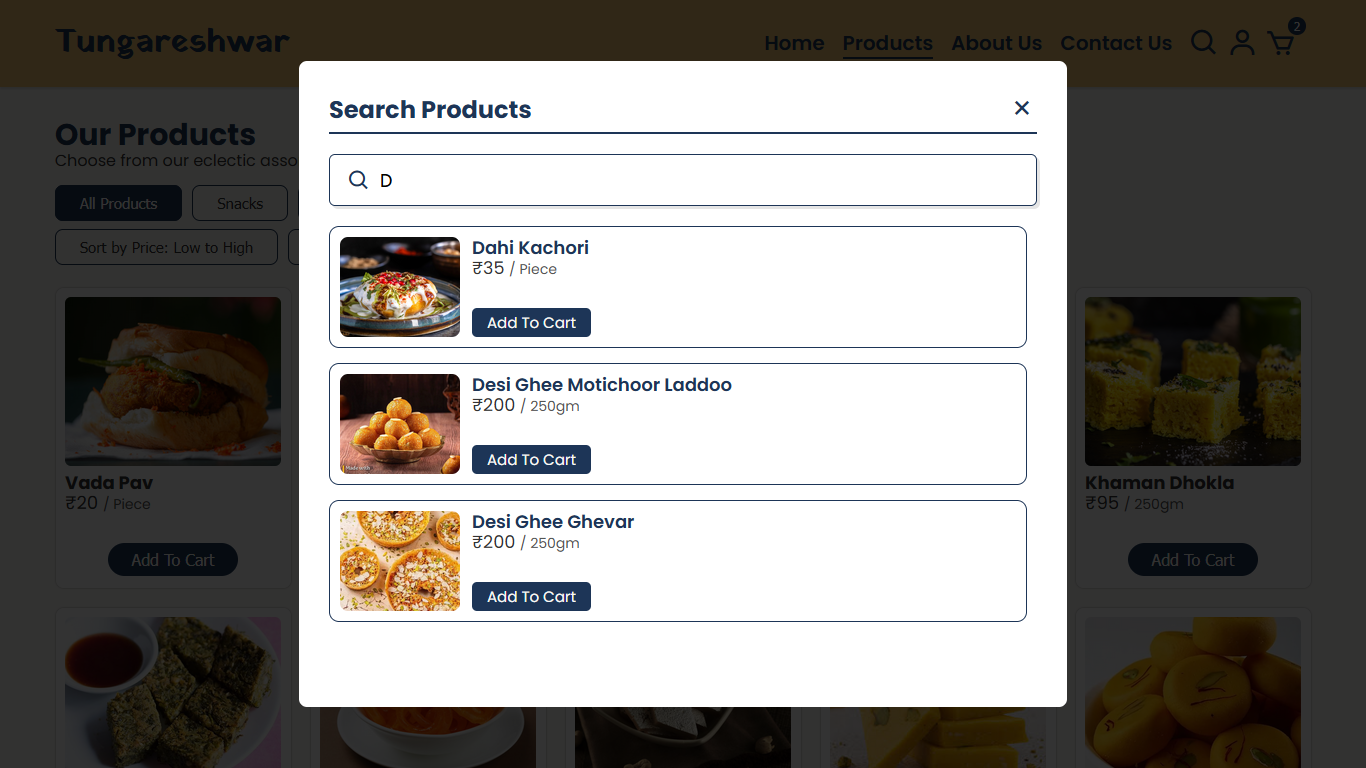 Tungareshwar
Home Products About Us Contact Us 2
Search Products
D
Dahi Kachori
₹35 / Piece
Add To Cart
Desi Ghee Motichoor Laddoo
₹200 / 250gm
Add To Cart
Desi Ghee Ghevar
₹200 / 250gm
Add To Cart
Our Products
Choose from our eclectic
All Products Snacks
Sort by Price: Low to High
Vada Pav
₹20 / Piece
Add To Cart
Khaman Dhokla
₹95 / 250gm
Add To Cart